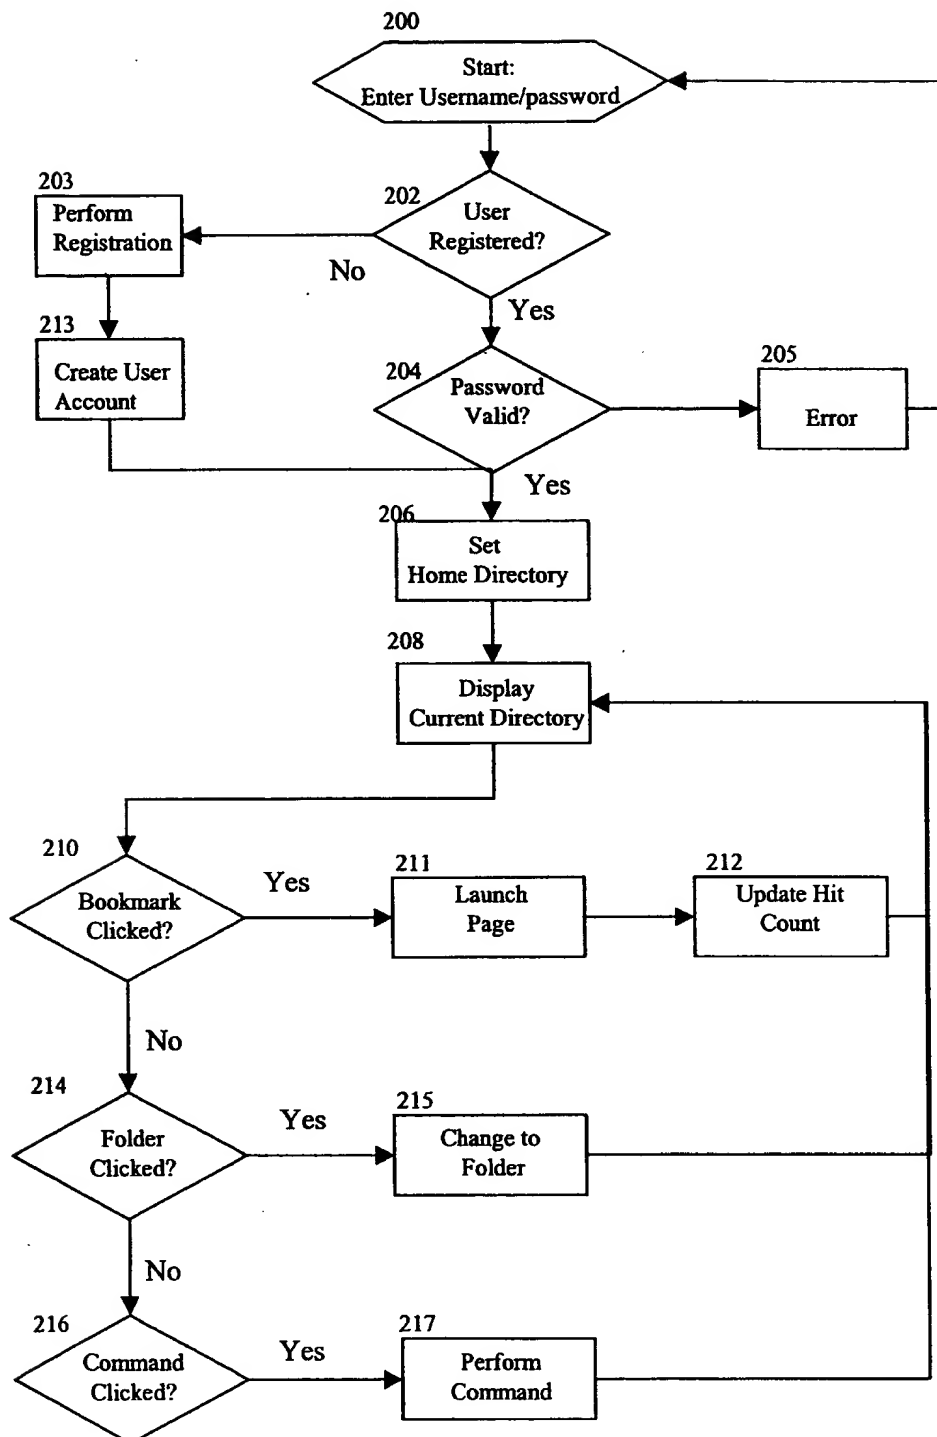 200
Start:
Enter Username/password
203
202
Perform
Registration
User
Registered?
No
Yes
213
204
205
Create User
Account
Password
Valid?
Error
Yes
206
Set
Home Directory
208
Display
Current Directory
210
Yes
211
212
Bookmark
Clicked?
Launch
Page
Update Hit
Count
No
214
Yes
215
Folder
Clicked?
Change to
Folder
No
216
Yes
217
Command
Clicked?
Perform
Command